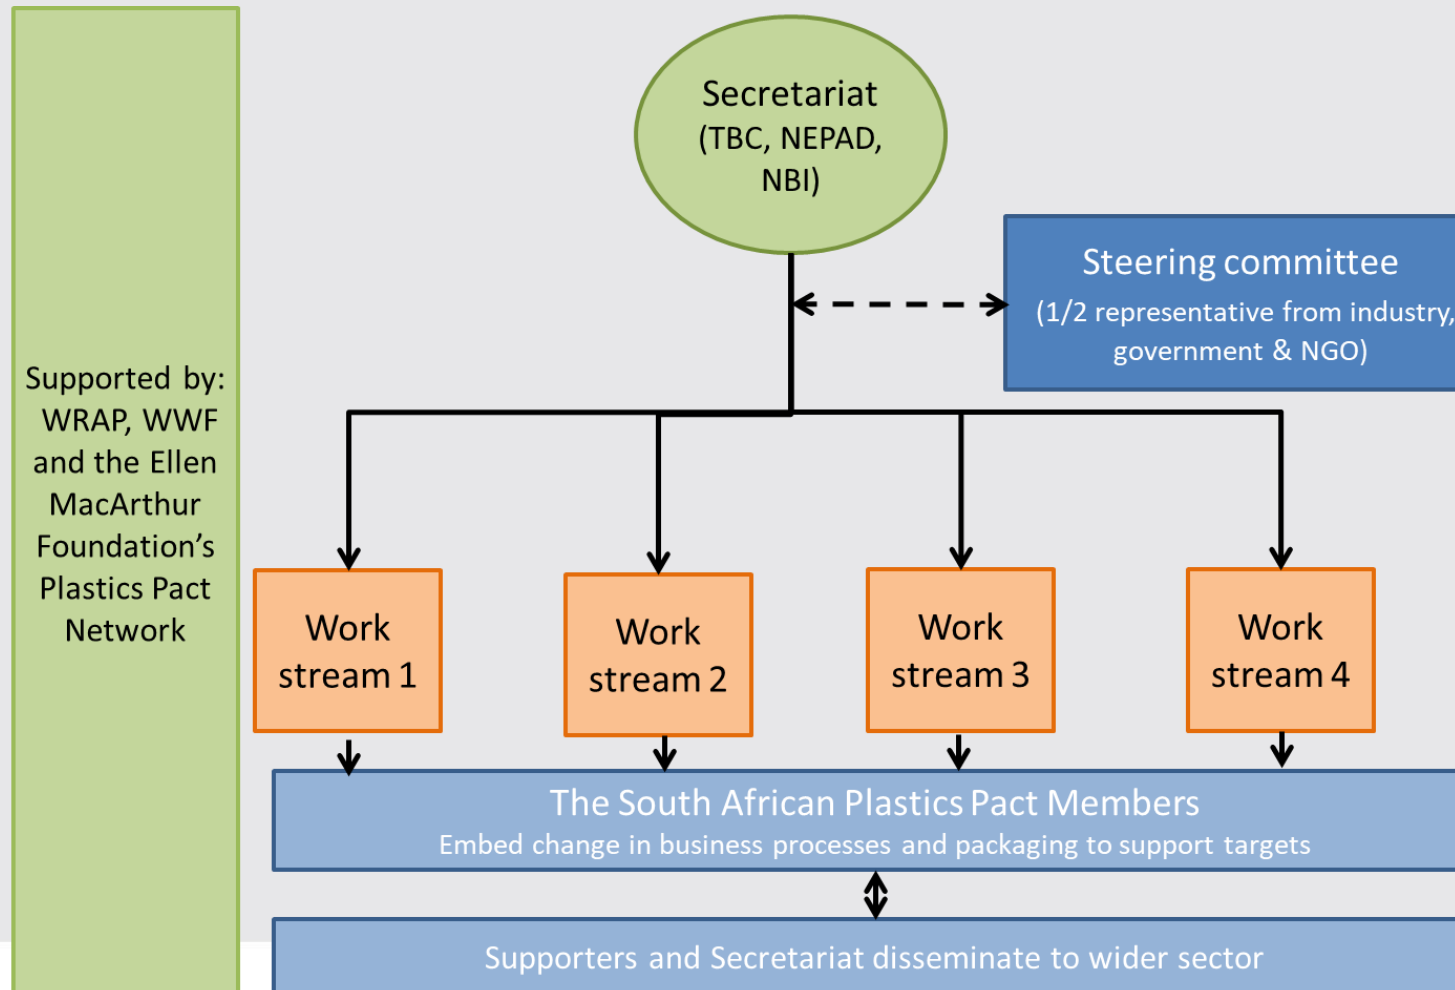 Secretariat
(TBC, NEPAD,
NBI)
Steering committee
(1/2 representative from industry,
government & NGO)
Supported by:
WRAP, WWF
and the Ellen
MacArthur
Foundation’s
Plastics Pact
Network
Work
stream 1
Work
stream 2
Work
stream 3
Work
stream 4
The South African Plastics Pact Members
Embed change in business processes and packaging to support targets
Supporters and Secretariat disseminate to wider sector